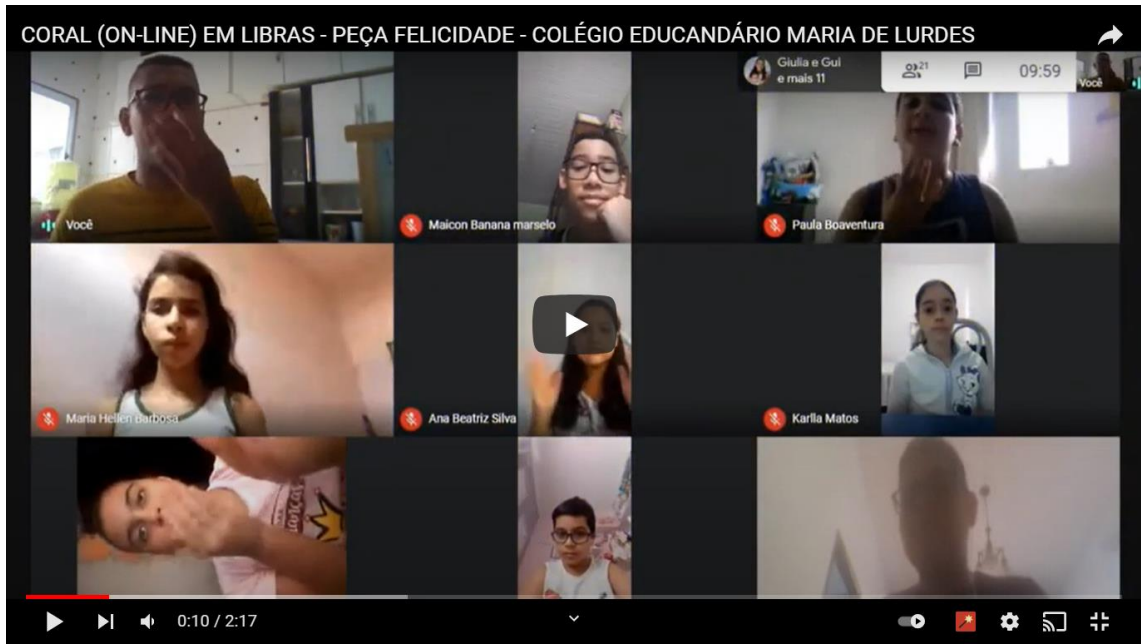 CORAL (ON-LINE) EM LIBRAS - PEÇA FELICIDADE - COLÉGIO EDUCANDÁRIO MARIA DE LURDES
Giulia e Gui
e mais 11
21
09:59
Você
Você
Maicon Banana marselo
Paula Boaventura
Maria Hellen Barbosa
Ana Beatriz Silva
Karlla Matos
0:10 / 2:17